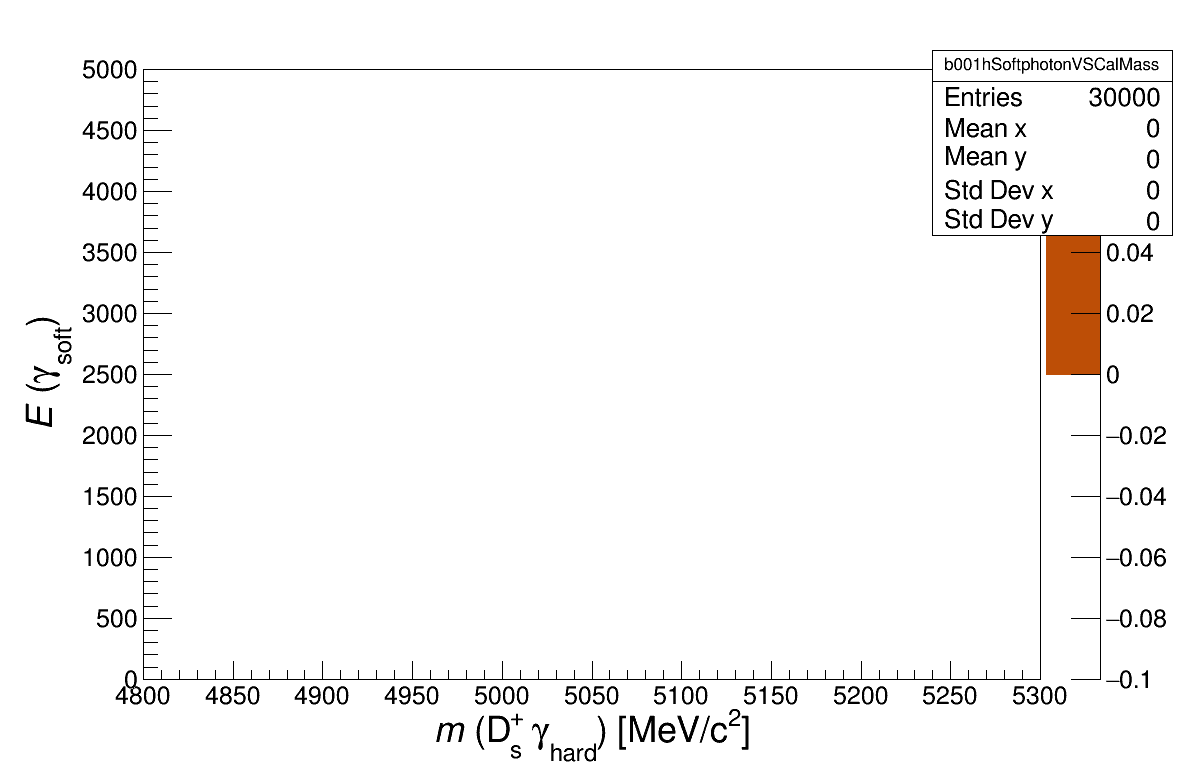 b001hSoftphotonVSCalMass
Entries 30000
Mean x 0
Mean y 0
Std Dev x 0
Std Dev y 0
5000
4500
4000
3500
3000
2500
2000
1500
1000
500
0
E (γsoft)
4800 4850 4900 4950 5000 5050 5100 5150 5200 5250 5300
m (Ds+ γhard) [MeV/c2]
0.04
0.02
0
−0.02
−0.04
−0.06
−0.08
−0.1